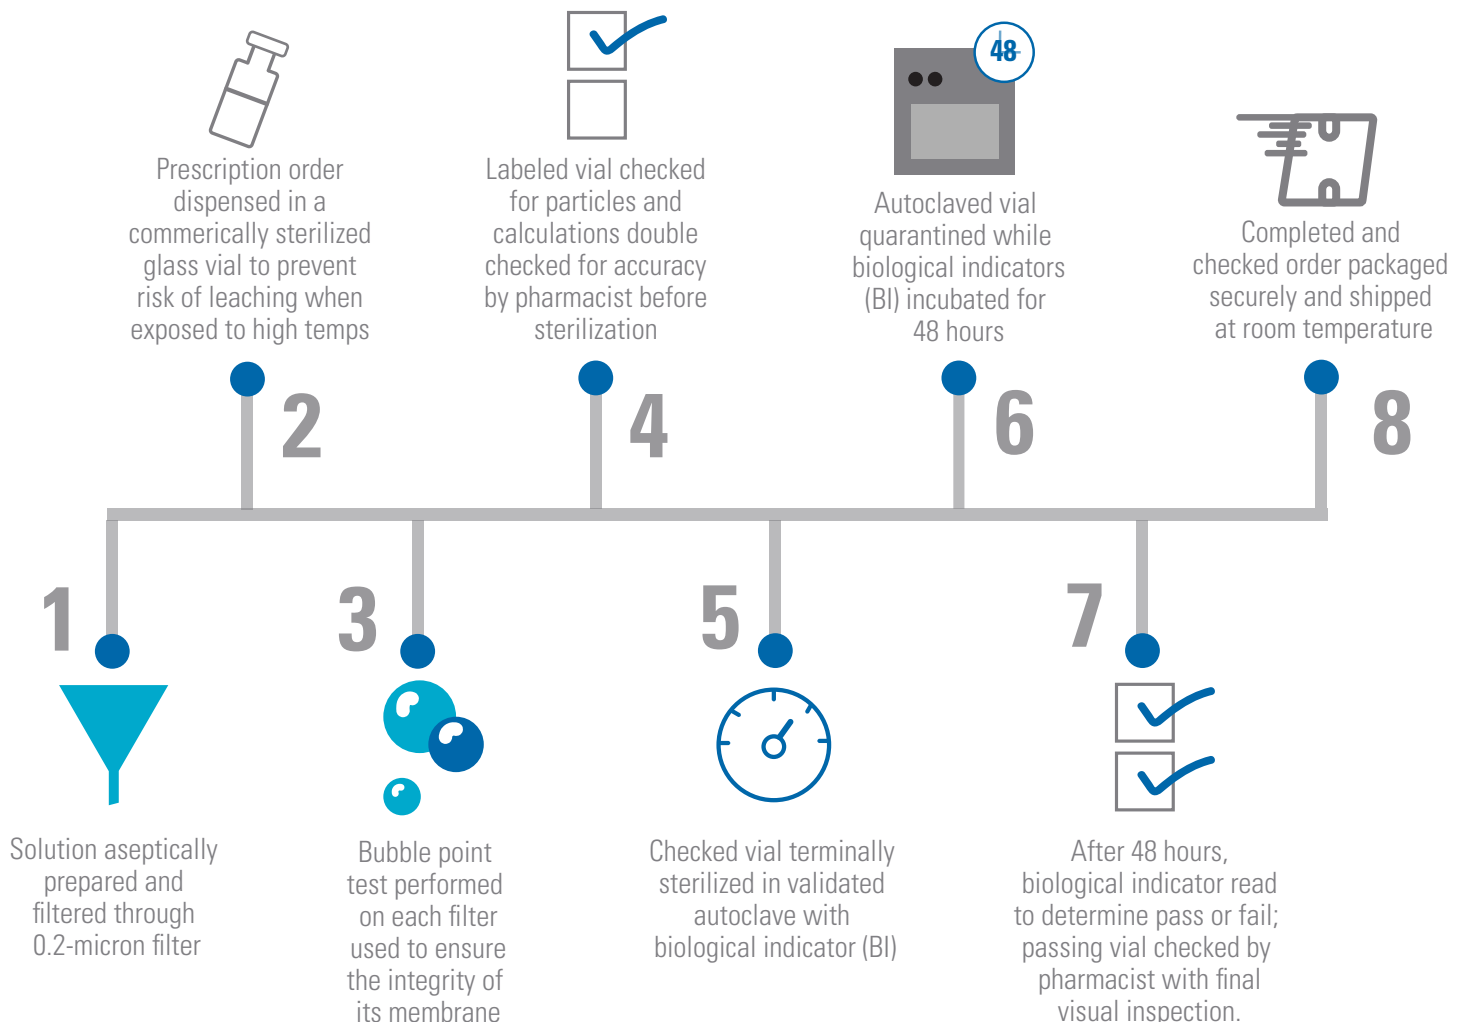 48
Prescription order
dispensed in a
commerically sterilized
glass vial to prevent
risk of leaching when
exposed to high temps
2
Labeled vial checked
for particles and
calculations double
checked for accuracy
by pharmacist before
sterilization
4
Autoclaved vial
quarantined while
biological indicators
(BI) incubated for
48 hours
6
Completed and
checked order packaged
securely and shipped
at room temperature
8
1
Solution aseptically
prepared and
filtered through
0.2-micron filter
3
Bubble point
test performed
on each filter
used to ensure
the integrity of
its membrane
5
Checked vial terminally
sterilized in validated
autoclave with
biological indicator (BI)
7
After 48 hours,
biological indicator read
to determine pass or fail;
passing vial checked by
pharmacist with final
visual inspection.